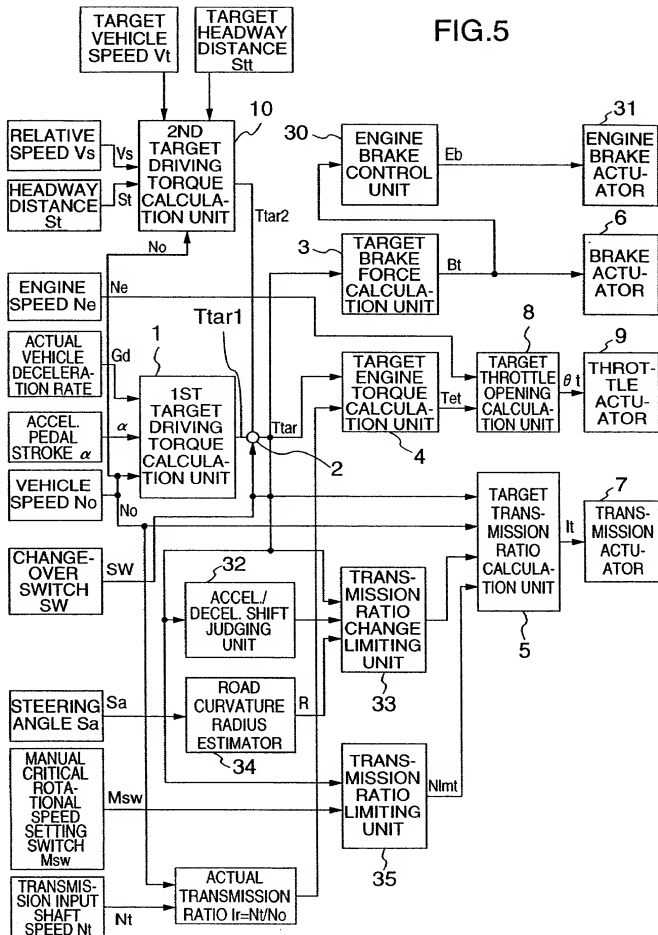 FIG.5
TARGET
VEHICLE
SPEED Vt
TARGET
HEADWAY
DISTANCE
Stt
10
RELATIVE
SPEED Vs
Vs
HEADWAY
DISTANCE
St
St
2ND
TARGET
DRIVING
TORQUE
CALCULA-
TION UNIT
Ttar2
No
30
ENGINE
BRAKE
CONTROL
UNIT
Eb
31
ENGINE
BRAKE
ACTUATOR
3
TARGET
BRAKE
FORCE
CALCULA-
TION UNIT
Bt
6
BRAKE
ACTU-
ATOR
ENGINE
SPEED Ne
Ne
Ttar1
ACTUAL
VEHICLE
DECELERA-
TION RATE
Gd
1
1ST
TARGET
DRIVING
TORQUE
CALCULA-
TION UNIT
ACCEL.
PEDAL
STROKE α
α
VEHICLE
SPEED No
No
Ttar
2
TARGET
ENGINE
TORQUE
CALCULA-
TION UNIT
4
Tet
8
TARGET
THROTTLE
OPENING
CALCULA-
TION UNIT
θ t
9
THROT-
TLE
ACTUA-
TOR
CHANGE-
OVER
SWITCH
SW
SW
32
ACCEL./
DECEL. SHIFT
JUDGING
UNIT
TRANS-
MISSION
RATIO
CHANGE
LIMITING
UNIT
33
TARGET
TRANS-
MISSION
RATIO
CALCULA-
TION UNIT
5
It
7
TRANS-
MISSION
ACTUA-
TOR
STEERING
ANGLE Sa
Sa
ROAD
CURVATURE
RADIUS
ESTIMATOR
34
R
MANUAL
CRITICAL
ROTA-
TIONAL
SPEED
SETTING
SWITCH
Msw
Msw
TRANS-
MISSION
RATIO
LIMITING
UNIT
35
Nlmt
TRANSMIS-
SION INPUT
SHAFT
SPEED Nt
Nt
ACTUAL
TRANSMISSION
RATIO Ir=Nt/No